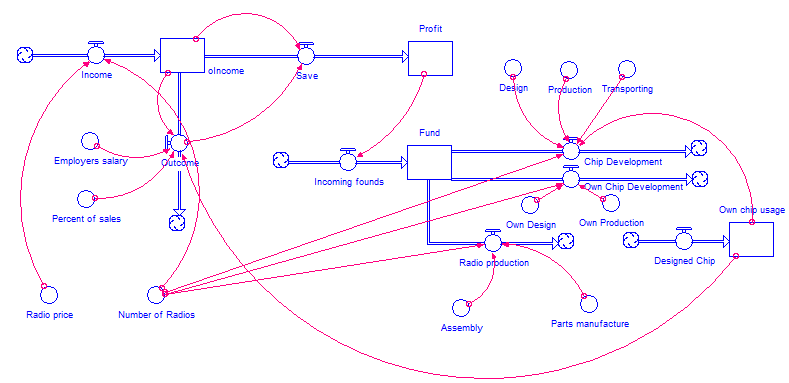 Profit
Income
oIncome
Save
Design
Production
Transporting
Fund
Employers salary
Outcome
Chip Development
Incoming founds
Own Chip Development
Percent of sales
Own Design
Own Production
Own chip usage
Radio production
Designed Chip
Radio price
Number of Radios
Assembly
Parts manufacture